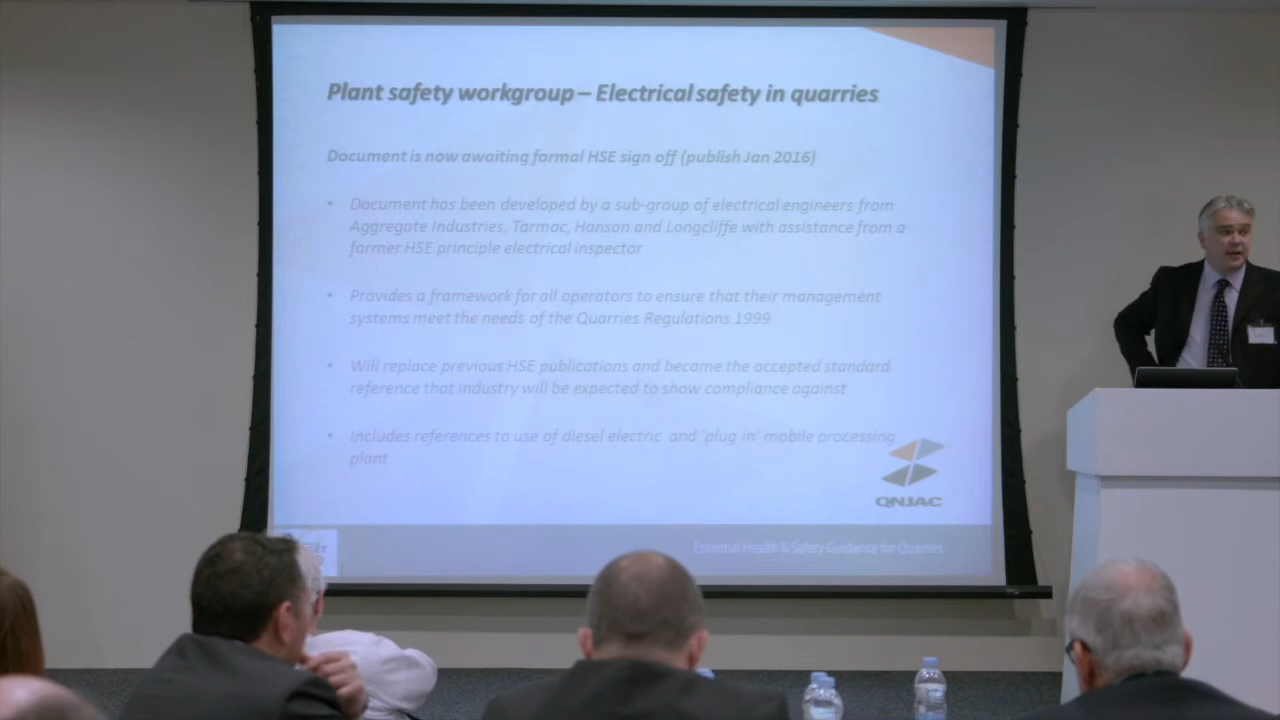 Plant safety workgroup – Electrical safety in quarries
Document is now awaiting formal HSE sign off (publish Jan 2016)
• Document has been developed by a sub-group of electrical engineers from
Aggregate Industries, Tarmac, Hanson and Longcliffe with assistance from a
former HSE principle electrical inspector
• Provides a framework for all operators to ensure that their management
systems meet the needs of the Quarries Regulations 1999
• Will replace previous HSE publications and become the accepted standard
reference that industry will be expected to show compliance against
• Includes references to use of diesel electric and 'plug in' mobile processing
plant
QNJAC
Essential Health & Safety Guidance for Quarries